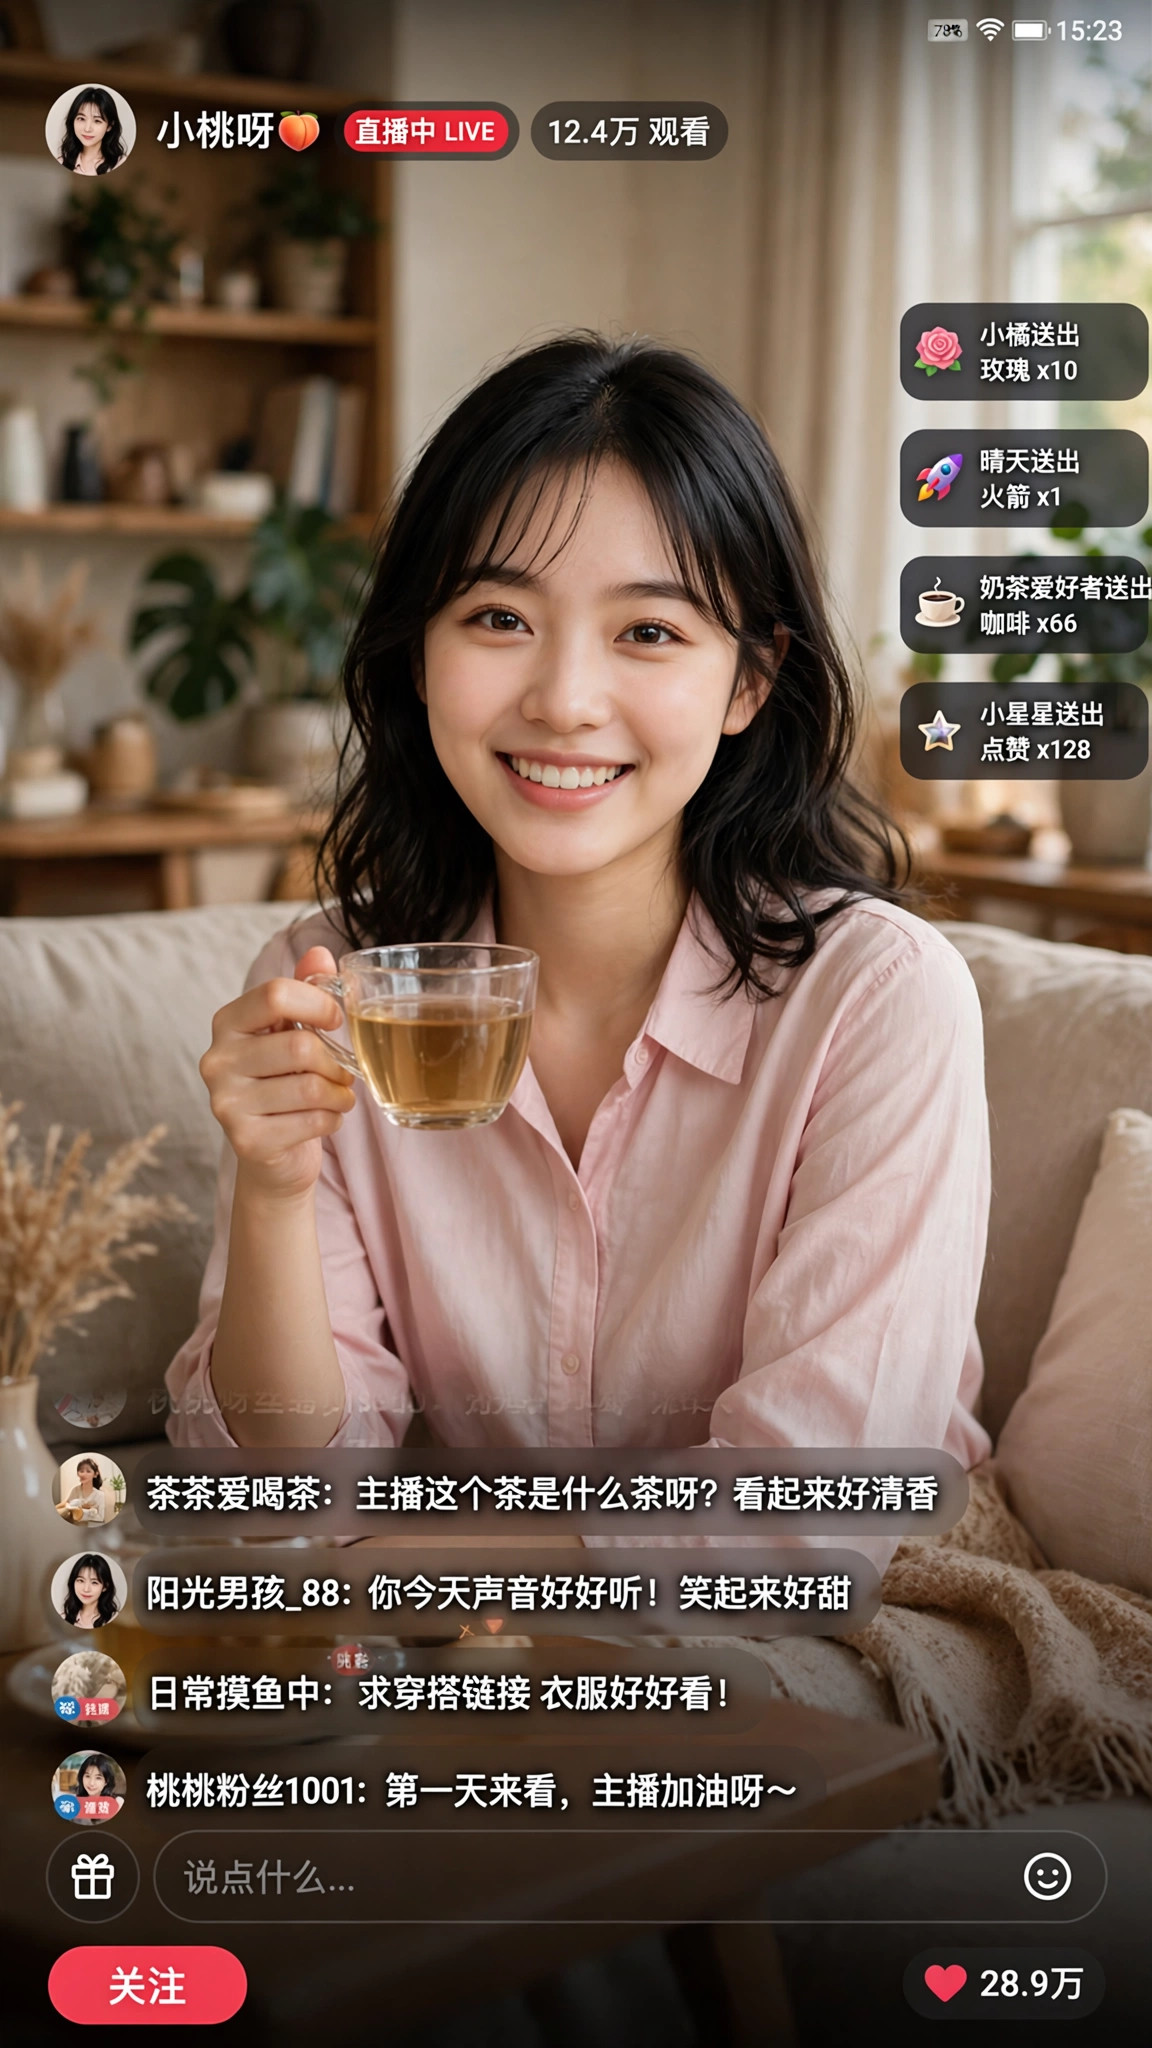 78%
15:23
小桃呀🍑
直播中 LIVE
12.4万 观看
小橘送出
玫瑰 x10
晴天送出
火箭 x1
奶茶爱好者送出
咖啡 x66
小星星送出
点赞 x128
茶茶爱喝茶：主播这个茶是什么茶呀？看起来好清香
阳光男孩_88：你今天声音好好听！笑起来好甜
日常摸鱼中：求穿搭链接 衣服好好看！
桃桃粉丝1001：第一天来看，主播加油呀～
说点什么...
关注
28.9万